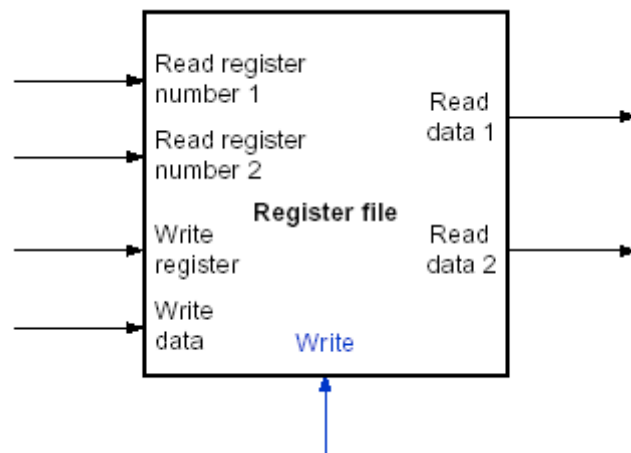 Read register
number 1
Read
data 1
Read register
number 2
Register file
Write
register
Read
data 2
Write
data
Write